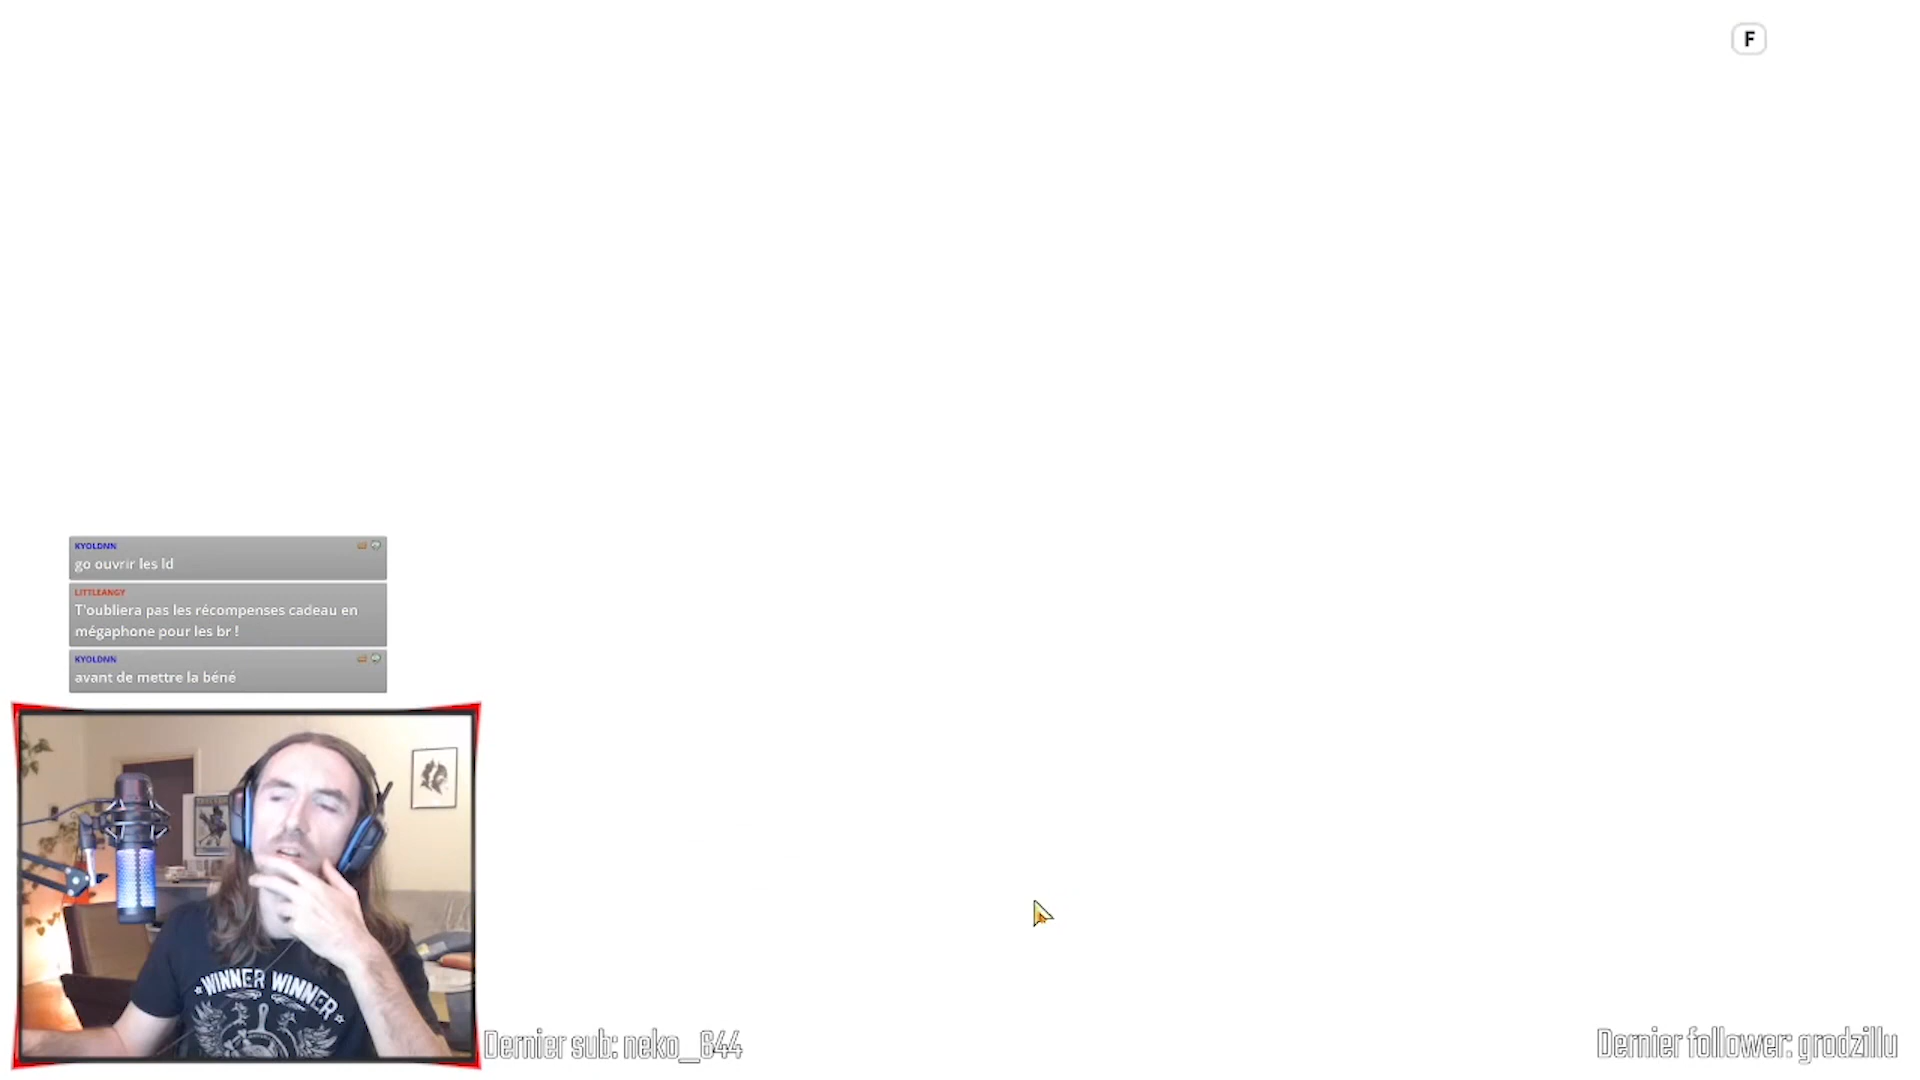 F
KYOLDNN
go ouvrir les ld
LITTLEANGY
T'oubliera pas les récompenses cadeau en
mégaphone pour les br !
KYOLDNN
avant de mettre la béné
WINNER WINNER
Dernier sub: neko_644
Dernier follower: grodzillu